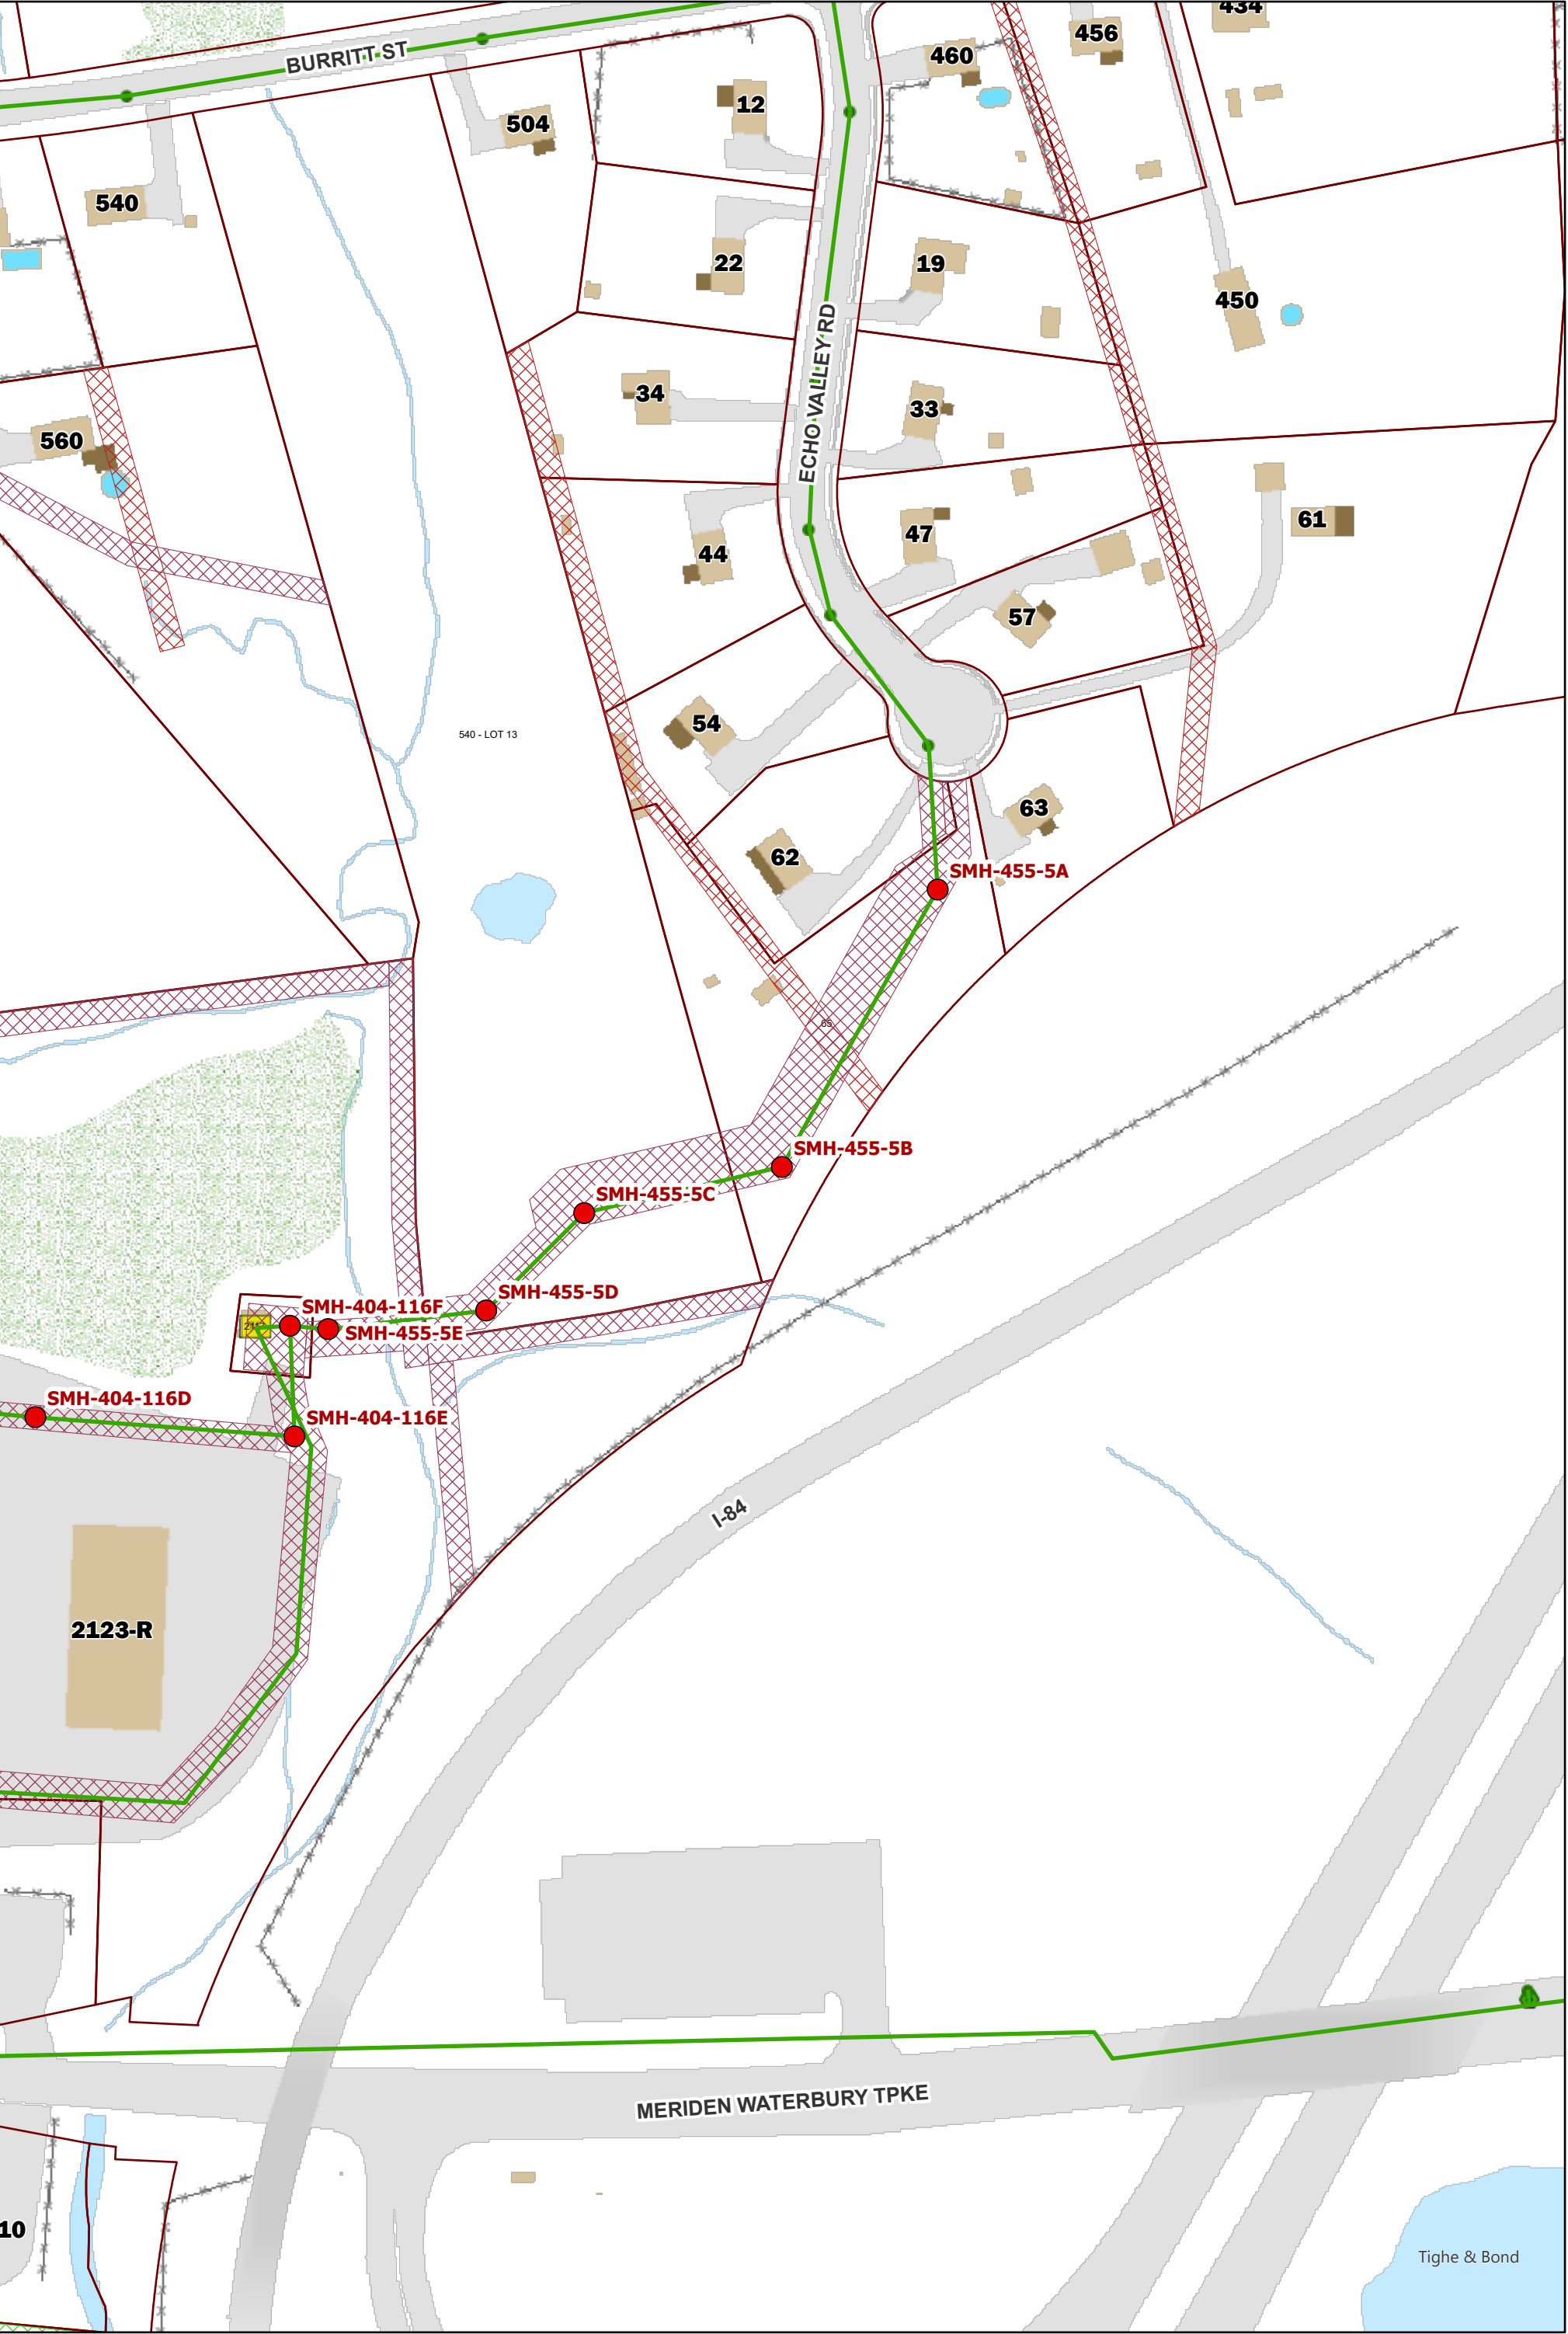 434
456
BURRITT ST
460
12
504
540
22
19
450
ECHO VALLEY RD
34
33
560
61
47
44
57
54
540 - LOT 13
63
62
SMH-455-5A
65
SMH-455-5B
SMH-455-5C
SMH-455-5D
SMH-404-116F
SMH-455-5E
SMH-404-116D
SMH-404-116E
I-84
2123-R
MERIDEN WATERBURY TPKE
10
Tighe & Bond